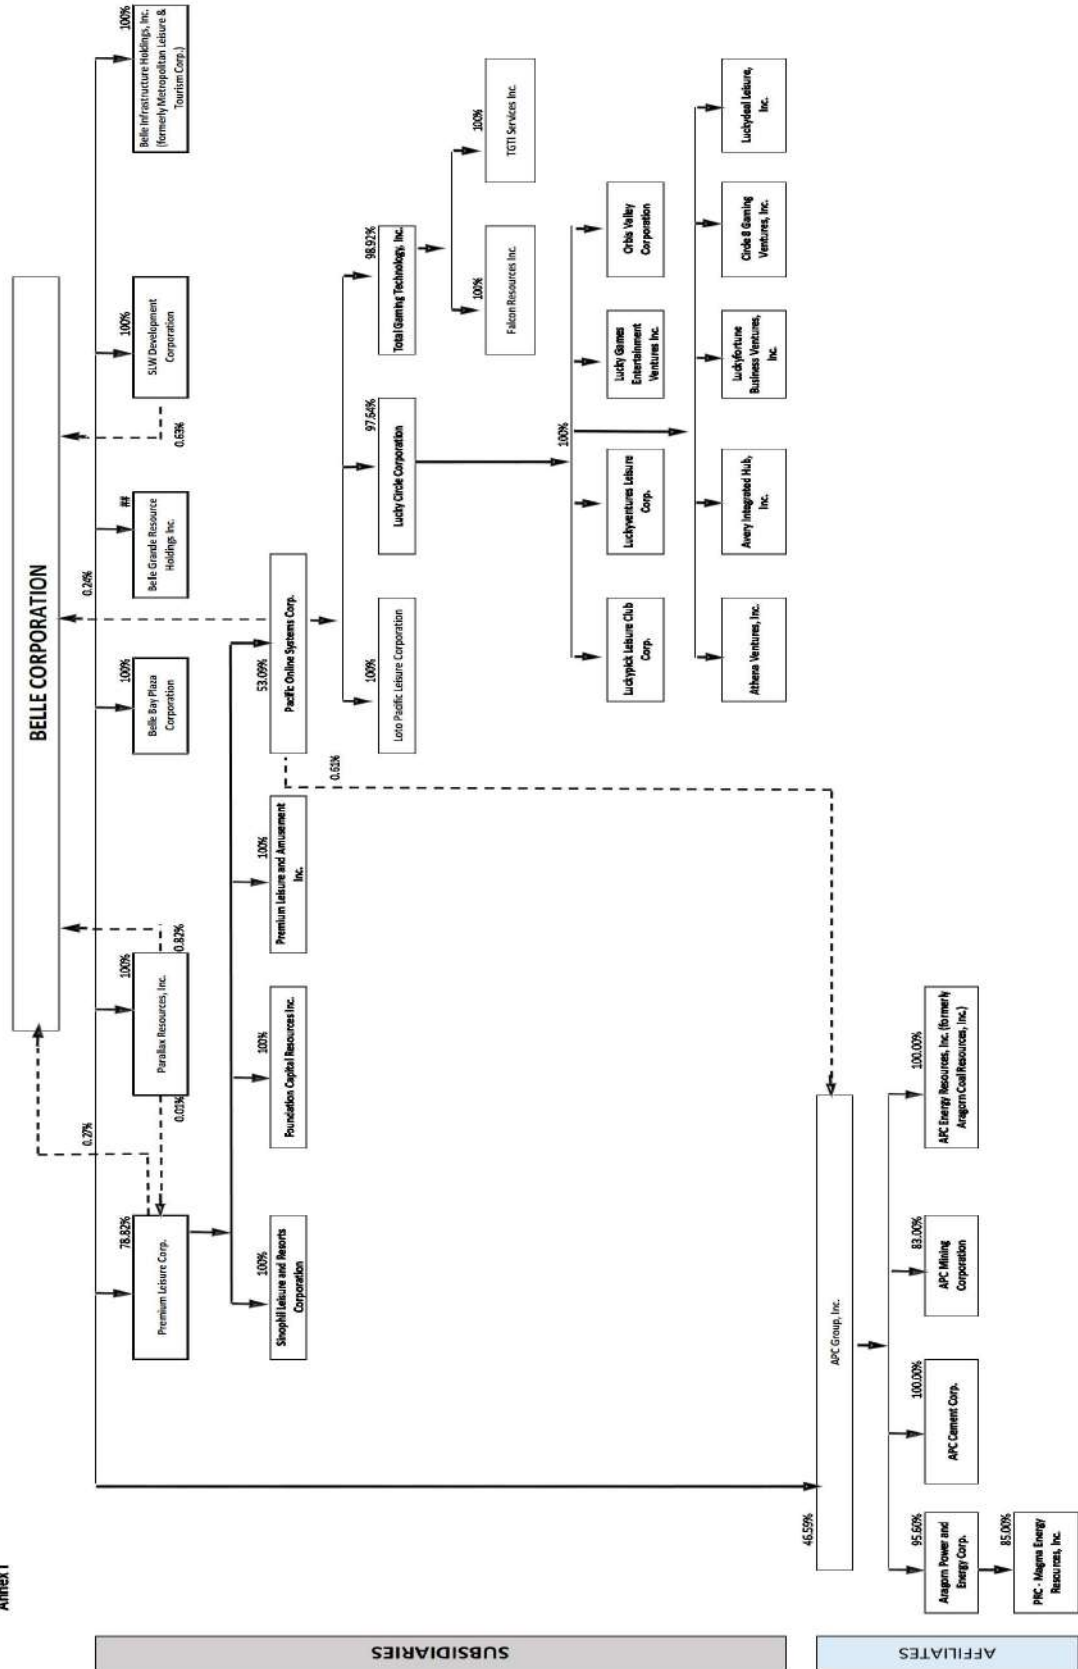 Annex I
BELLE CORPORATION
0.27%
0.24%
78.82%
Premium Leisure Corp.
0.01%
100%
Parallax Resources, Inc.
0.82%
100%
Belle Bay Plaza
Corporation
##
Belle Grande Resource
Holdings Inc.
0.63%
100%
SLW Development
Corporation
100%
Belle Infrastructure Holdings, Inc.
(formerly Metropolitan Leisure &
Tourism Corp.)
SUBSIDIARIES
100%
Sinophil Leisure and Resorts
Corporation
100%
Foundation Capital Resources Inc.
100%
Premium Leisure and Amusement
Inc.
53.09%
Pacific Online Systems Corp.
0.61%
100%
Loto Pacific Leisure Corporation
97.64%
Lucky Circle Corporation
98.92%
Total Gaming Technology, Inc.
100%
Falcon Resources Inc.
100%
TGTI Services Inc.
100%
Luckypick Leisure Club
Corp.
Luckyventures Leisure
Corp.
Lucky Games
Entertainment
Ventures Inc.
Orbis Valley
Corporation
Athena Ventures, Inc.
Avery Integrated Hub,
Inc.
Luckyfortune
Business Ventures,
Inc.
Circle 8 Gaming
Ventures, Inc.
Luckydeal Leisure,
Inc.
AFFILIATES
46.59%
APC Group, Inc.
95.60%
Aragorn Power and
Energy Corp.
100.00%
APC Cement Corp.
83.00%
APC Mining
Corporation
100.00%
APC Energy Resources, Inc. (formerly
Aragorn Coal Resources, Inc.)
85.00%
PRC - Magma Energy
Resources, Inc.